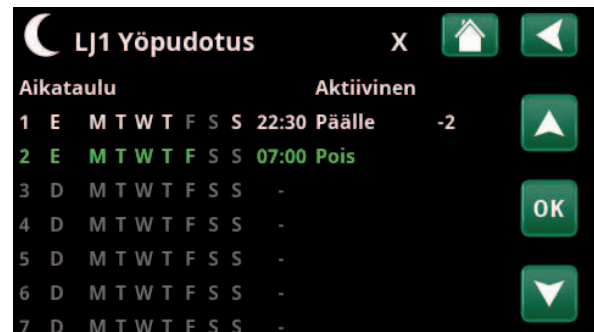 LJ1 Yöpudotus X
Aikataulu Aktiivinen
1 E M T W T F S S 22:30 Päälle -2
2 E M T W T F S S 07:00 Pois
3 D M T W T F S S -
4 D M T W T F S S -
OK
5 D M T W T F S S -
6 D M T W T F S S -
7 D M T W T F S S